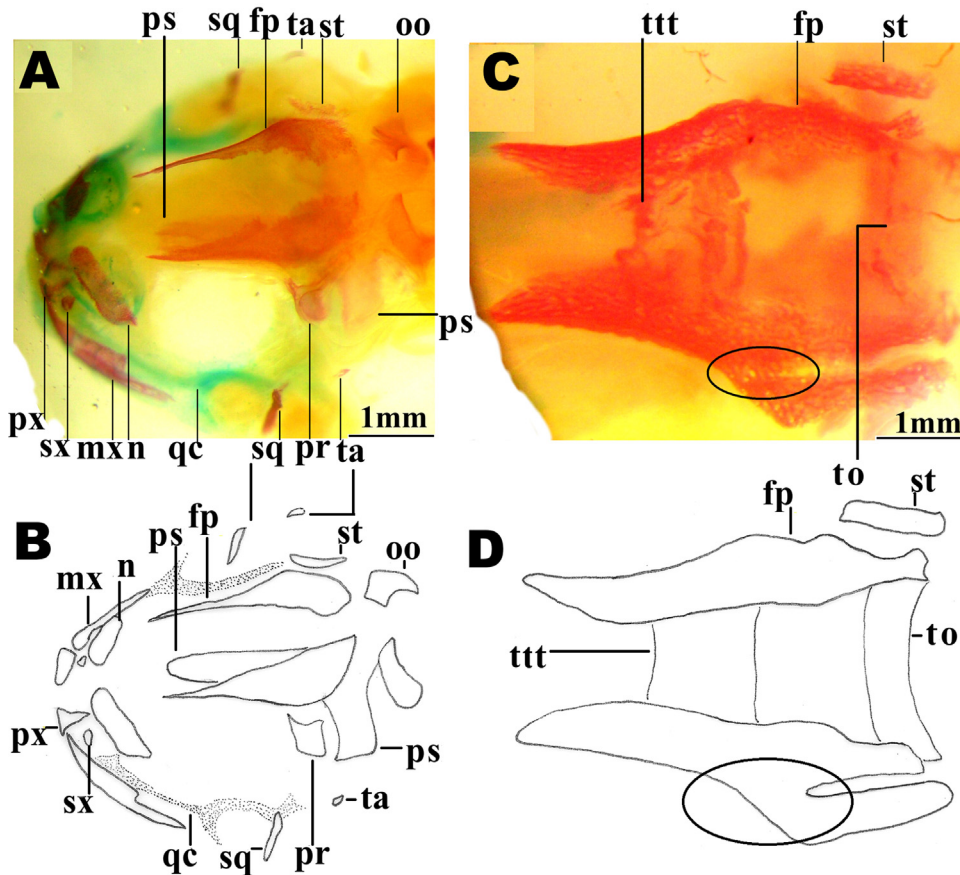 ps sq fp ta st oo
A
ps
px sx mx n qc sq pr ta
1mm
C
ttt fp st
1mm
to
B
mx n ps fp sq ta st oo
px sx qc sq pr ta ps
D
fp st
ttt to